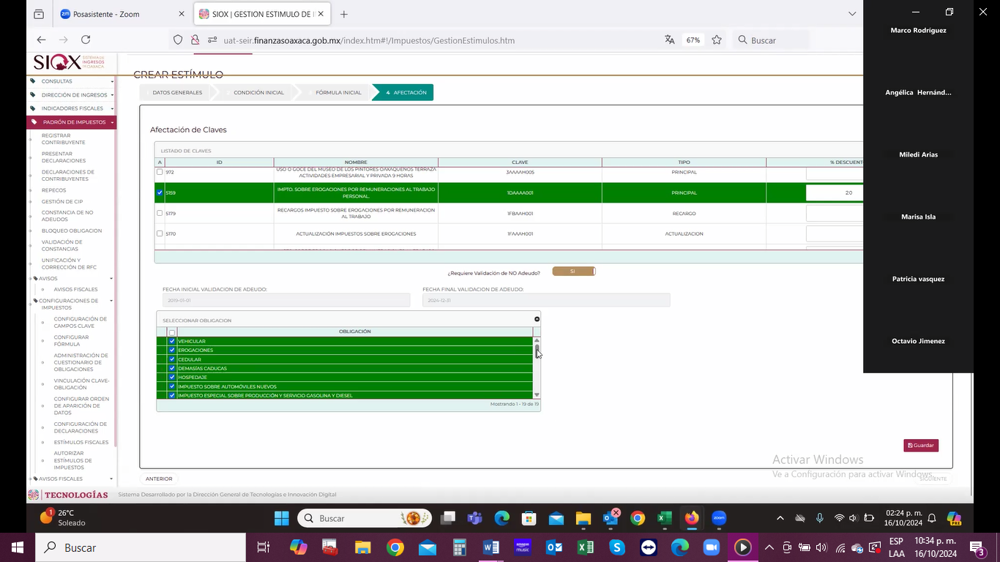 Posasistente - Zoom
SIOX | GESTION ESTIMULO DE I
uat-seir.finanzasoaxaca.gob.mx/index.htm#!/Impuestos/GestionEstimulos.htm
67%
Buscar
SIOX
SISTEMA DE
INGRESOS
DE OAXACA
CONSULTAS
DIRECCIÓN DE INGRESOS
INDICADORES FISCALES
PADRÓN DE IMPUESTOS
REGISTRAR
CONTRIBUYENTE
PRESENTAR
DECLARACIONES
DECLARACIONES DE
CONTRIBUYENTES
REPECOS
GESTIÓN DE CIP
CONSTANCIA DE NO
ADEUDOS
BLOQUEO OBLIGACION
VALIDACIÓN DE
CONSTANCIAS
UNIFICACIÓN Y
CORRECCIÓN DE RFC
AVISOS
AVISOS FISCALES
CONFIGURACIONES DE
IMPUESTOS
CONFIGURACIÓN DE
CAMPOS CLAVE
CONFIGURAR
FÓRMULA
ADMINISTRACIÓN DE
CUESTIONARIO DE
OBLIGACIONES
VINCULACIÓN CLAVE-
OBLIGACIÓN
CONFIGURAR ORDEN
DE APARICIÓN DE
DATOS
CONFIGURACIÓN DE
DECLARACIONES
ESTÍMULOS FISCALES
AUTORIZAR
ESTÍMULOS DE
IMPUESTOS
AVISOS FISCALES
CREAR ESTÍMULO
DATOS GENERALES
CONDICIÓN INICIAL
FÓRMULA INICIAL
4 AFECTACIÓN
Afectación de Claves
LISTADO DE CLAVES
A ID NOMBRE CLAVE TIPO % DESCUENT
972 USO O GOCE DEL MUSEO DE LOS PINTORES OAXAQUEÑOS TERRAZA ACTIVIDADES EMPRESARIAL Y PRIVADA 9 HORAS 3AAAAH005 PRINCIPAL
5159 IMPTO. SOBRE EROGACIONES POR REMUNERACIONES AL TRABAJO PERSONAL. 1DAAAA001 PRINCIPAL 20
5179 RECARGOS IMPUESTO SOBRE EROGACIONES POR REMUNERACION AL TRABAJO 1FBAAH001 RECARGO
5170 ACTUALIZACIÓN IMPUESTOS SOBRE EROGACIONES 1FAAAH001 ACTUALIZACION
¿Requiere Validación de NO Adeudo? SI
FECHA INICIAL VALIDACION DE ADEUDO: FECHA FINAL VALIDACION DE ADEUDO:
2019-01-01 2024-12-31
SELECCIONAR OBLIGACION
OBLIGACIÓN
VEHICULAR
EROGACIONES
CEDULAR
DEMASÍAS CADUCAS
HOSPEDAJE
IMPUESTO SOBRE AUTOMÓVILES NUEVOS
IMPUESTO ESPECIAL SOBRE PRODUCCIÓN Y SERVICIO GASOLINA Y DIESEL
Mostrando 1 - 19 de 19
Guardar
ANTERIOR
SIGUIENTE
Activar Windows
Ve a Configuración para activar Windows.
TECNOLOGÍAS
Sistema Desarrollado por la Dirección General de Tecnologías e Innovación Digital
Marco Rodríguez
Angélica Hernánd...
Miledi Arias
Marisa Isla
Patricia vasquez
Octavio Jimenez
1
26°C
Soleado
Buscar
zoom
PRE
02:24 p. m.
16/10/2024
Buscar
amazon
music
ESP
LAA
10:34 p. m.
16/10/2024
3